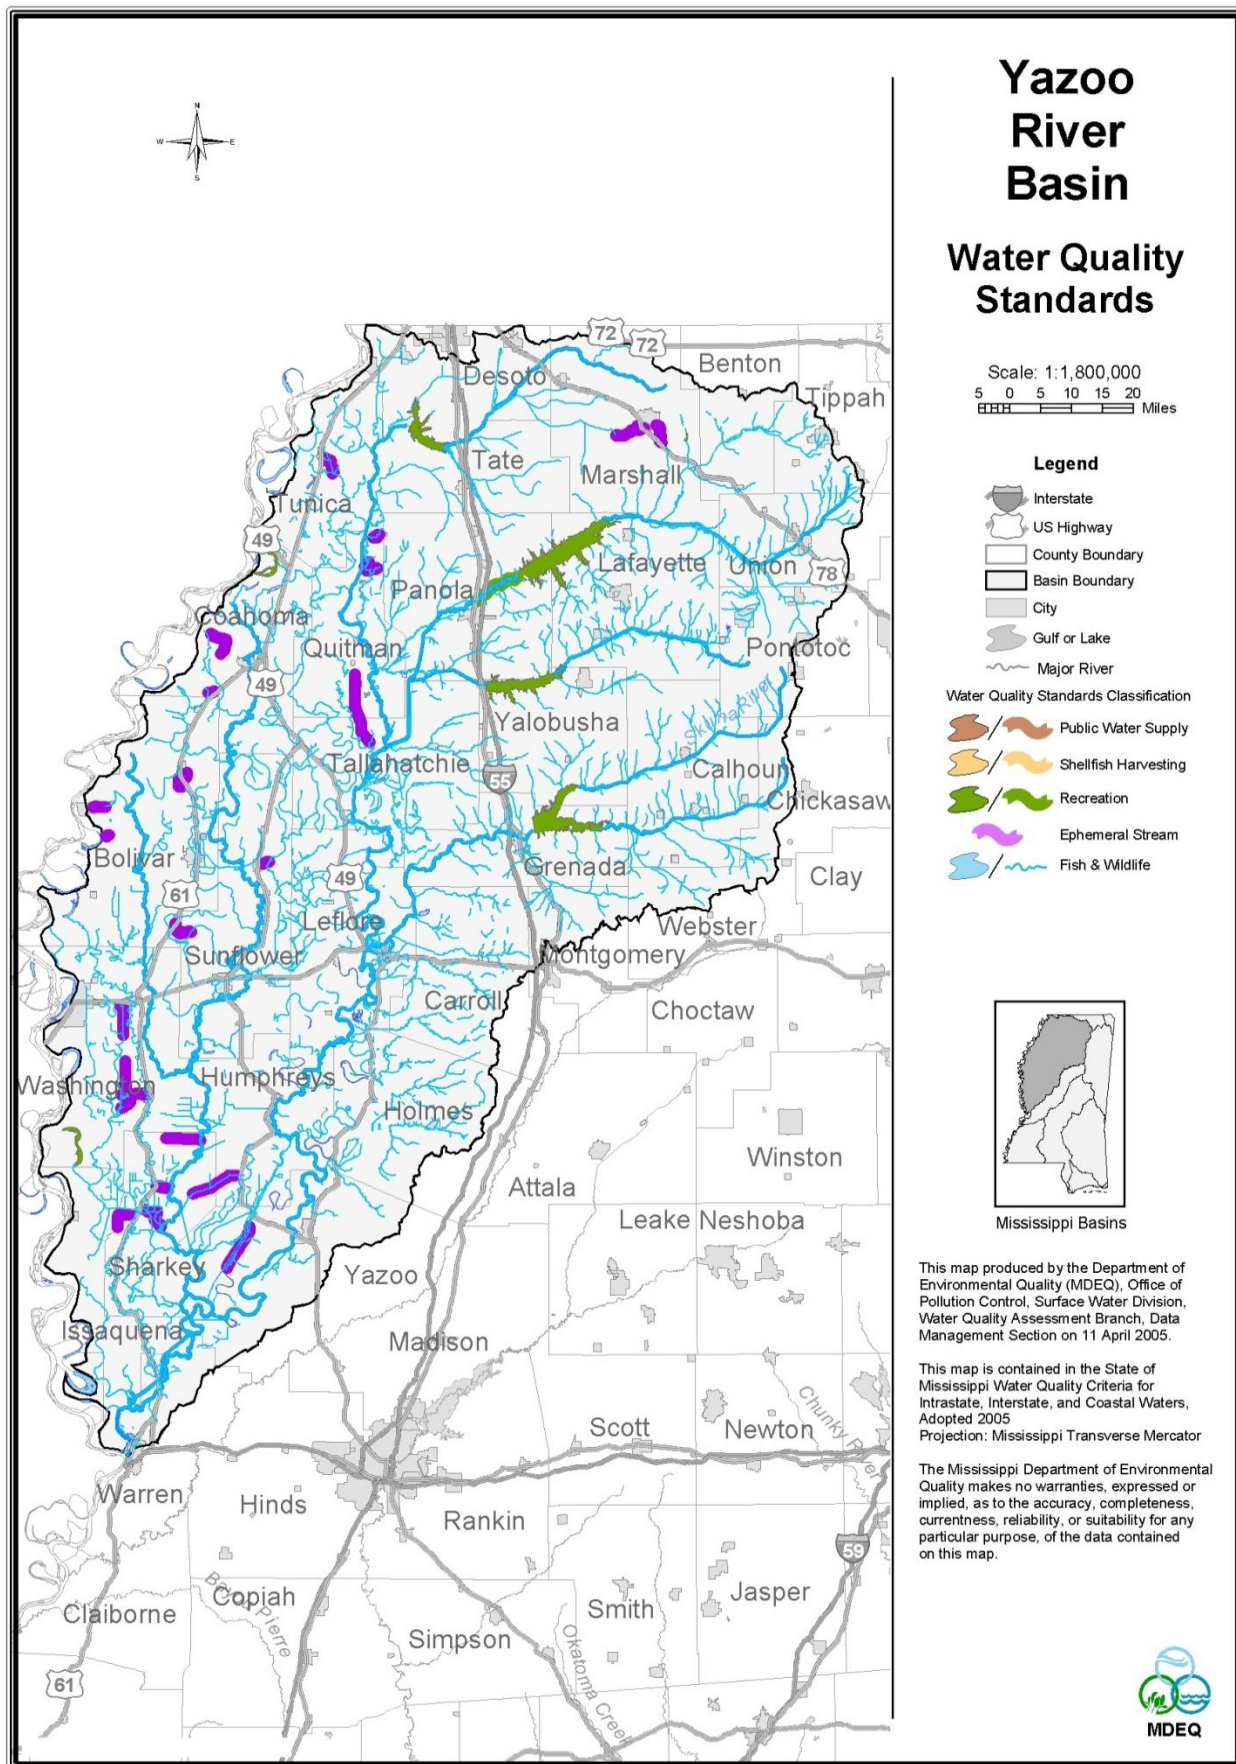 Yazoo
River
Basin
Water Quality
Standards
Scale: 1:1,800,000
5 0 5 10 15 20
Miles
Legend
Interstate
US Highway
County Boundary
Basin Boundary
City
Gulf or Lake
Major River
Water Quality Standards Classification
/ Public Water Supply
/ Shellfish Harvesting
/ Recreation
Ephemeral Stream
/ Fish & Wildlife
Mississippi Basins
This map produced by the Department of
Environmental Quality (MDEQ), Office of
Pollution Control, Surface Water Division,
Water Quality Assessment Branch, Data
Management Section on 11 April 2005.
This map is contained in the State of
Mississippi Water Quality Criteria for
Intrastate, Interstate, and Coastal Waters,
Adopted 2005
Projection: Mississippi Transverse Mercator
The Mississippi Department of Environmental
Quality makes no warranties, expressed or
implied, as to the accuracy, completeness,
currentness, reliability, or suitability for any
particular purpose, of the data contained
on this map.
MDEQ
N
W E
S
72
72
Benton
Desoto
Tippah
Tate
Marshall
Tunica
49
Lafayette
Union
78
Panola
Coahoma
Quitman
Pontotoc
49
Skuna River
Yalobusha
Tallahatchie
55
Calhoun
Chickasaw
Bolivar
Grenada
49
Clay
61
Leflore
Webster
Sunflower
Montgomery
Carroll
Choctaw
Washington
Humphreys
Holmes
Winston
Attala
Leake
Neshoba
Sharkey
Yazoo
Issaquena
Madison
Chunky River
Scott
Newton
Warren
Hinds
Rankin
59
Bayou Pierre
Copiah
Jasper
Claiborne
Smith
Simpson
Okatoma Creek
61